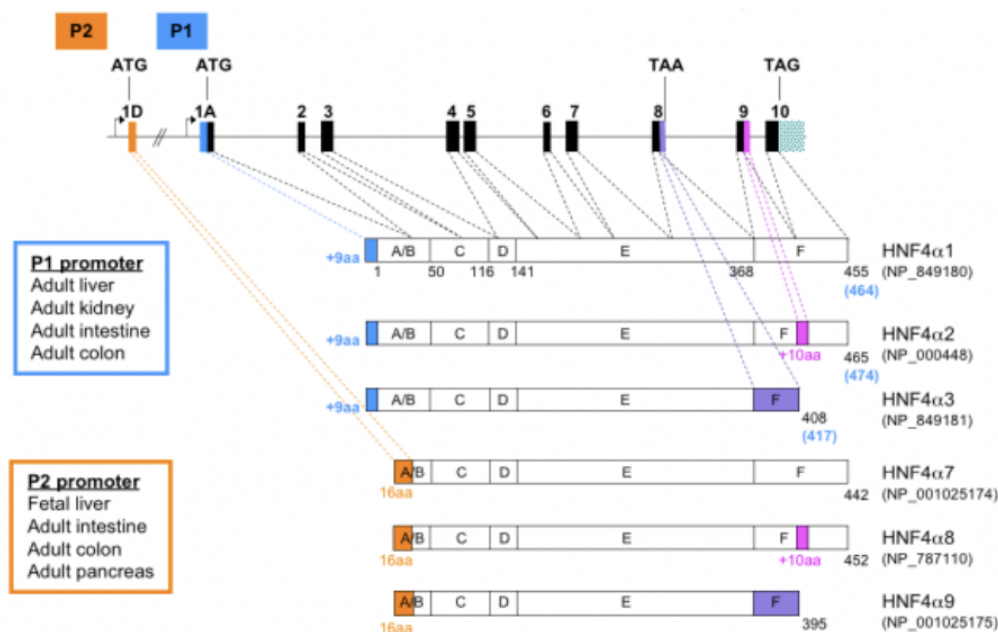 P2 P1
ATG ATG TAA TAG
1D 1A 2 3 4 5 6 7 8 9 10
P1 promoter
Adult liver
Adult kidney
Adult intestine
Adult colon
+9aa A/B C D E F HNF4α1
1 50 116 141 368 455 (NP_849180)
(464)
+9aa A/B C D E F HNF4α2
+10aa 465 (NP_000448)
(474)
+9aa A/B C D E F HNF4α3
408 (NP_849181)
(417)
P2 promoter
Fetal liver
Adult intestine
Adult colon
Adult pancreas
A/B C D E F HNF4α7
16aa 442 (NP_001025174)
A/B C D E F HNF4α8
16aa +10aa 452 (NP_787110)
A/B C D E F HNF4α9
16aa 395 (NP_001025175)